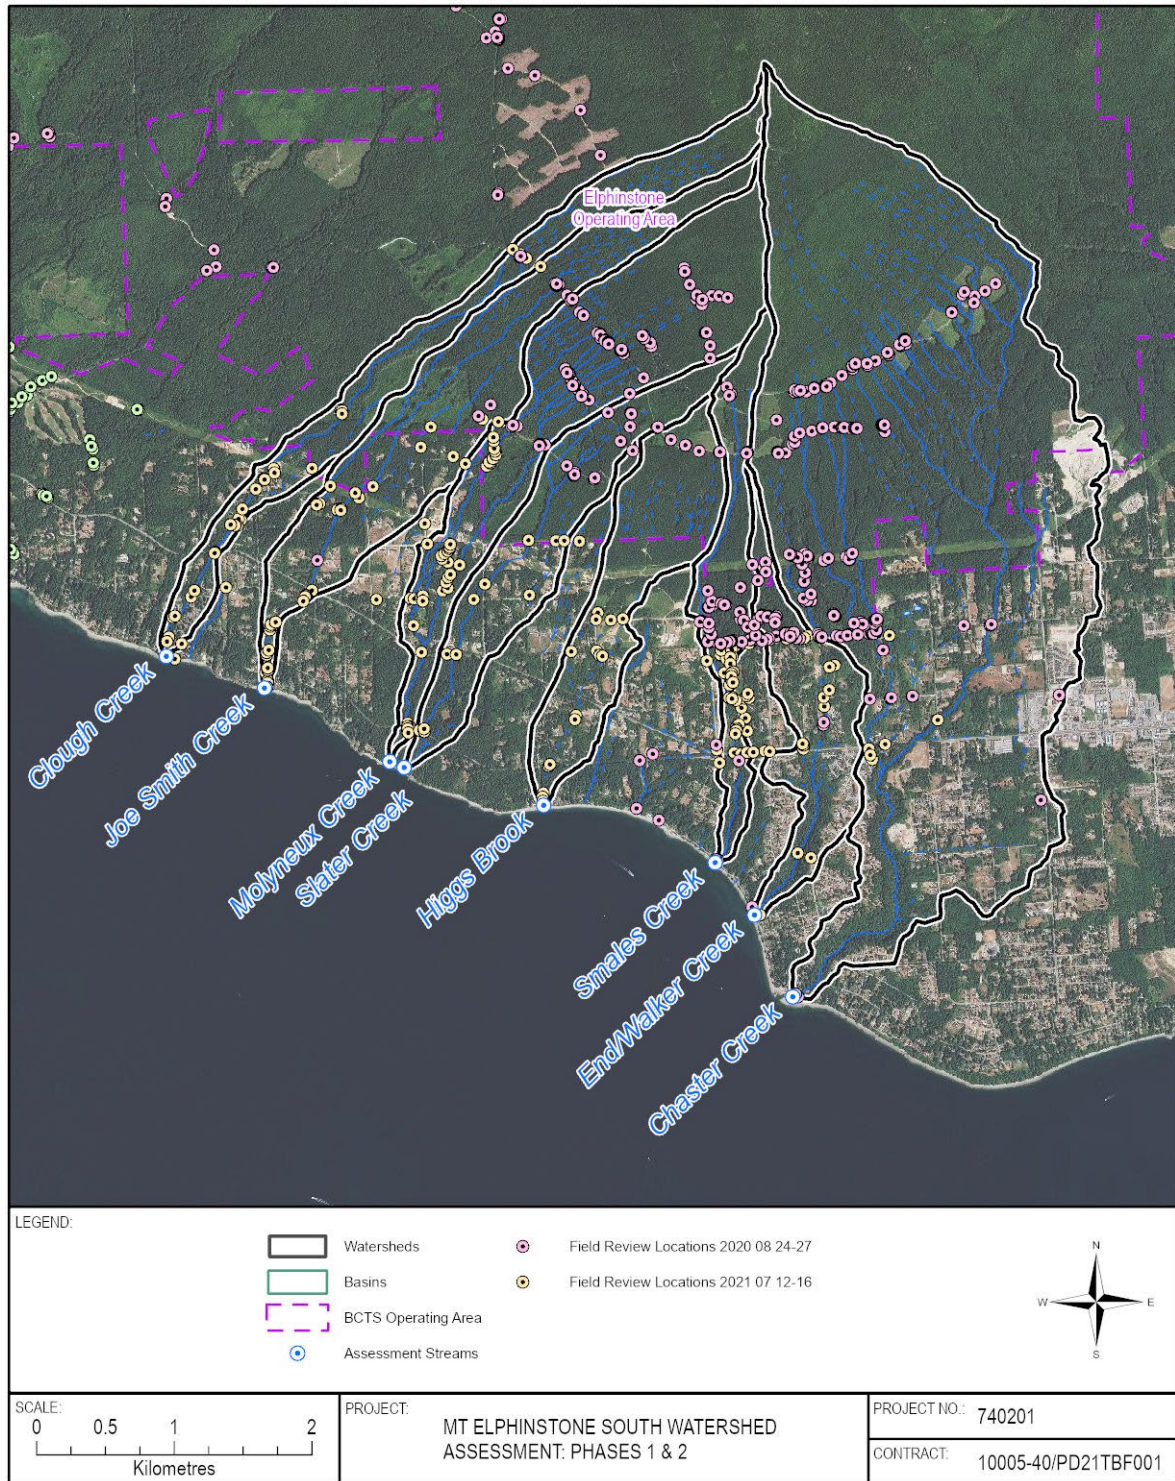 Elphinstone
Operating Area
Clough Creek
Joe Smith Creek
Molyneux Creek
Slater Creek
Higgs Brook
Smales Creek
End/Walker Creek
Chaster Creek
LEGEND:
Watersheds
Basins
BCTS Operating Area
Assessment Streams
Field Review Locations 2020 08 24-27
Field Review Locations 2021 07 12-16
N
W
E
S
SCALE:
0 0.5 1 2
Kilometres
PROJECT:
MT ELPHINSTONE SOUTH WATERSHED
ASSESSMENT: PHASES 1 & 2
PROJECT NO.: 740201
CONTRACT: 10005-40/PD21TBF001